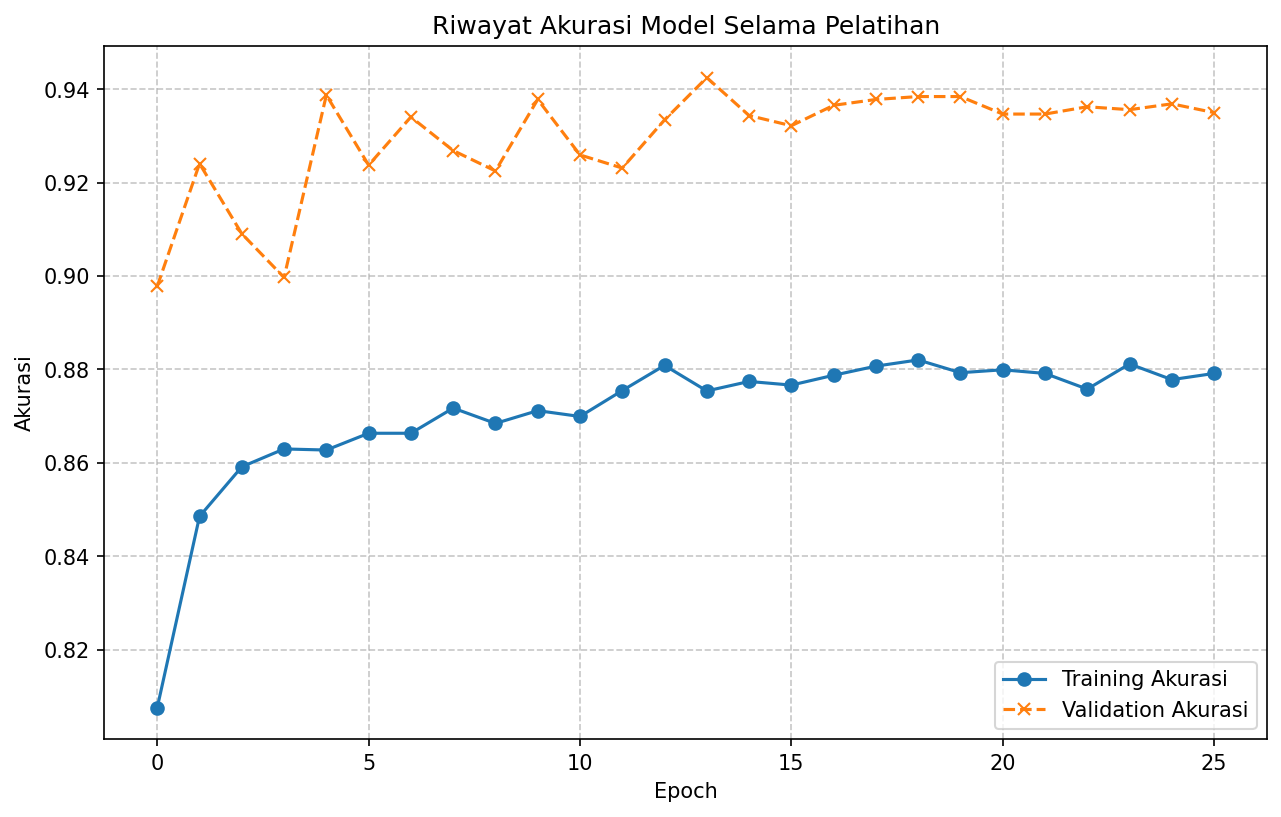 Riwayat Akurasi Model Selama Pelatihan
Akurasi
0.94
0.92
0.90
0.88
0.86
0.84
0.82
0 5 10 15 20 25
Epoch
Training Akurasi
Validation Akurasi